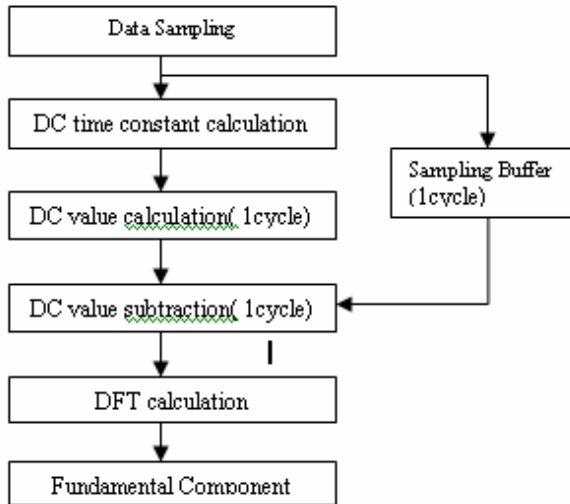 Data Sampling
DC time constant calculation
Sampling Buffer
(1cycle)
DC value calculation( 1cycle)
DC value subtraction( 1cycle)
DFT calculation
Fundamental Component